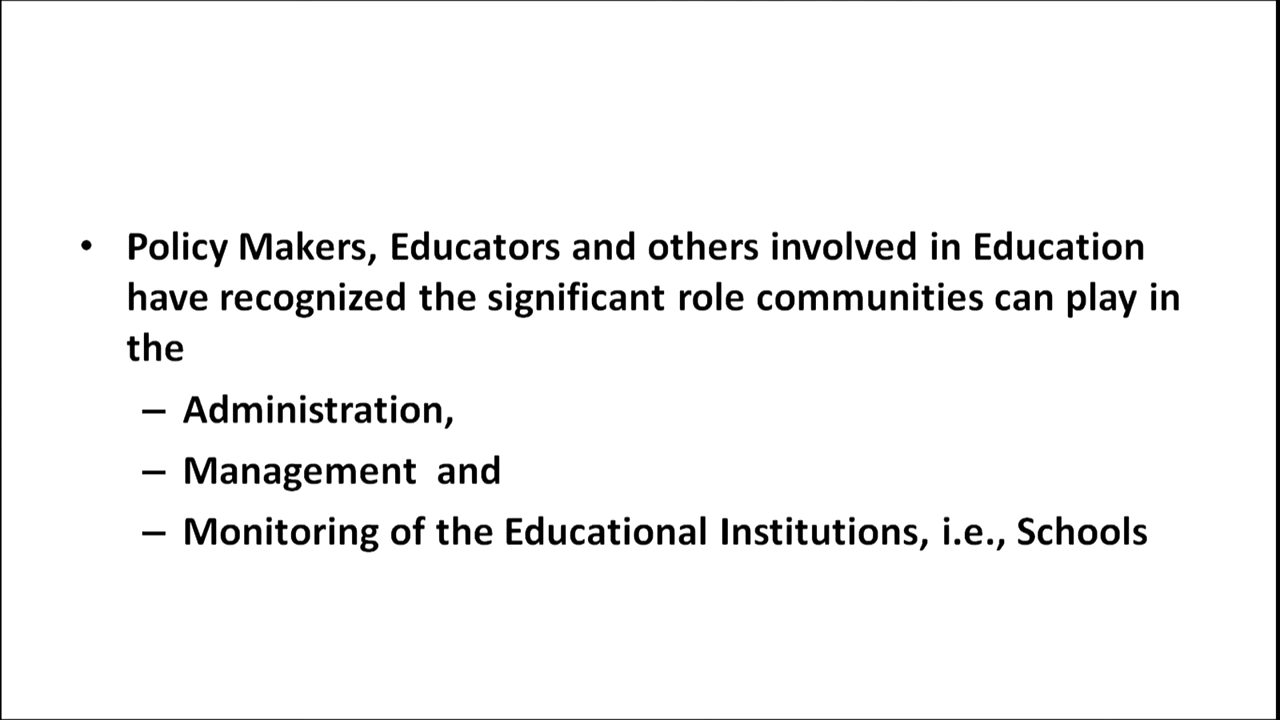 • Policy Makers, Educators and others involved in Education
have recognized the significant role communities can play in
the
– Administration,
– Management and
– Monitoring of the Educational Institutions, i.e., Schools